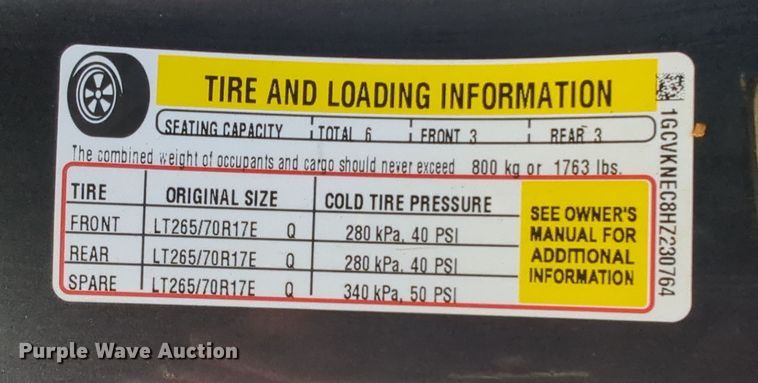 TIRE AND LOADING INFORMATION
SEATING CAPACITY TOTAL 6 FRONT 3 REAR 3
The combined weight of occupants and cargo should never exceed 800 kg or 1763 lbs.
TIRE ORIGINAL SIZE COLD TIRE PRESSURE
FRONT LT265/70R17E Q 280 kPa, 40 PSI
REAR LT265/70R17E Q 280 kPa, 40 PSI
SPARE LT265/70R17E Q 340 kPa, 50 PSI
SEE OWNER'S
MANUAL FOR
ADDITIONAL
INFORMATION
1GCVKNEC8HZ230764
Purple Wave Auction